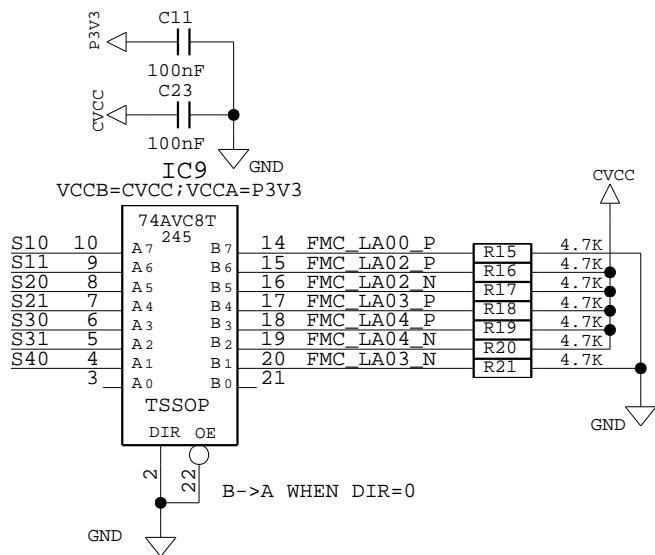 C11
P3V3
100nF
C23
CVCC
100nF
GND
IC9
VCCB=CVCC;VCCA=P3V3
CVCC
74AVC8T
245
S10 10 A7 B7 14 FMC_LA00_P R15 4.7K
S11 9 A6 B6 15 FMC_LA02_P R16 4.7K
S20 8 A5 B5 16 FMC_LA02_N R17 4.7K
S21 7 A4 B4 17 FMC_LA03_P R18 4.7K
S30 6 A3 B3 18 FMC_LA04_P R19 4.7K
S31 5 A2 B2 19 FMC_LA04_N R20 4.7K
S40 4 A1 B1 20 FMC_LA03_N R21 4.7K
3 A0 B0 21
TSSOP
DIR OE
GND
2 22
B->A WHEN DIR=0
GND